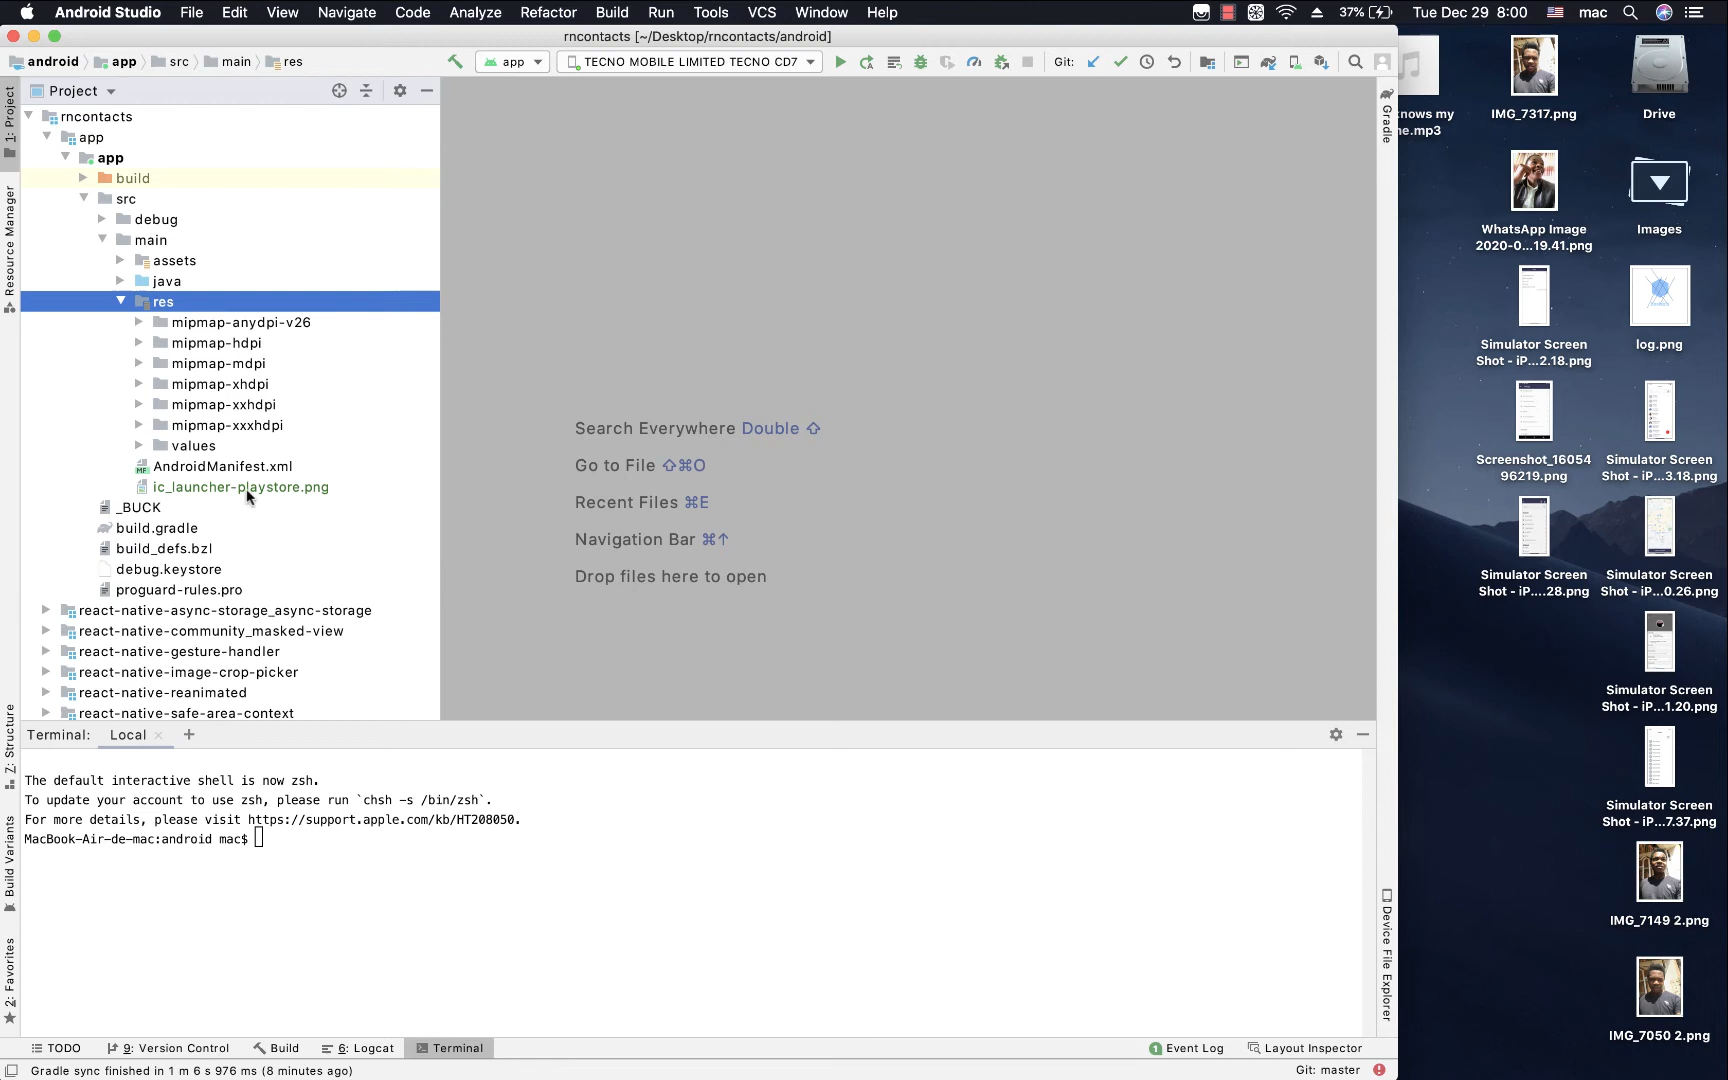 Android Studio File Edit View Navigate Code Analyze Refactor Build Run Tools VCS Window Help 37% Tue Dec 29 8:00 mac
rncontacts [~/Desktop/rncontacts/android]
android app src main res app TECNO MOBILE LIMITED TECNO CD7 Git:
Project
1: Project
Resource Manager
Z: Structure
Build Variants
2: Favorites
rncontacts
app
app
build
src
debug
main
assets
java
res
mipmap-anydpi-v26
mipmap-hdpi
mipmap-mdpi
mipmap-xhdpi
mipmap-xxhdpi
mipmap-xxxhdpi
values
AndroidManifest.xml
ic_launcher-playstore.png
_BUCK
build.gradle
build_defs.bzl
debug.keystore
proguard-rules.pro
react-native-async-storage_async-storage
react-native-community_masked-view
react-native-gesture-handler
react-native-image-crop-picker
react-native-reanimated
react-native-safe-area-context
Search Everywhere Double ⇧
Go to File ⇧⌘O
Recent Files ⌘E
Navigation Bar ⌘↑
Drop files here to open
Gradle
Device File Explorer
Terminal: Local
The default interactive shell is now zsh.
To update your account to use zsh, please run `chsh -s /bin/zsh`.
For more details, please visit https://support.apple.com/kb/HT208050.
MacBook-Air-de-mac:android mac$
TODO 9: Version Control Build 6: Logcat Terminal 1 Event Log Layout Inspector
Gradle sync finished in 1 m 6 s 976 ms (8 minutes ago) Git: master
nows my
e.mp3
IMG_7317.png
Drive
WhatsApp Image
2020-0...19.41.png
Images
Simulator Screen
Shot - iP...2.18.png
log.png
Screenshot_16054
96219.png
Simulator Screen
Shot - iP...3.18.png
Simulator Screen
Shot - iP....28.png
Simulator Screen
Shot - iP...0.26.png
Simulator Screen
Shot - iP...1.20.png
Simulator Screen
Shot - iP...7.37.png
IMG_7149 2.png
IMG_7050 2.png